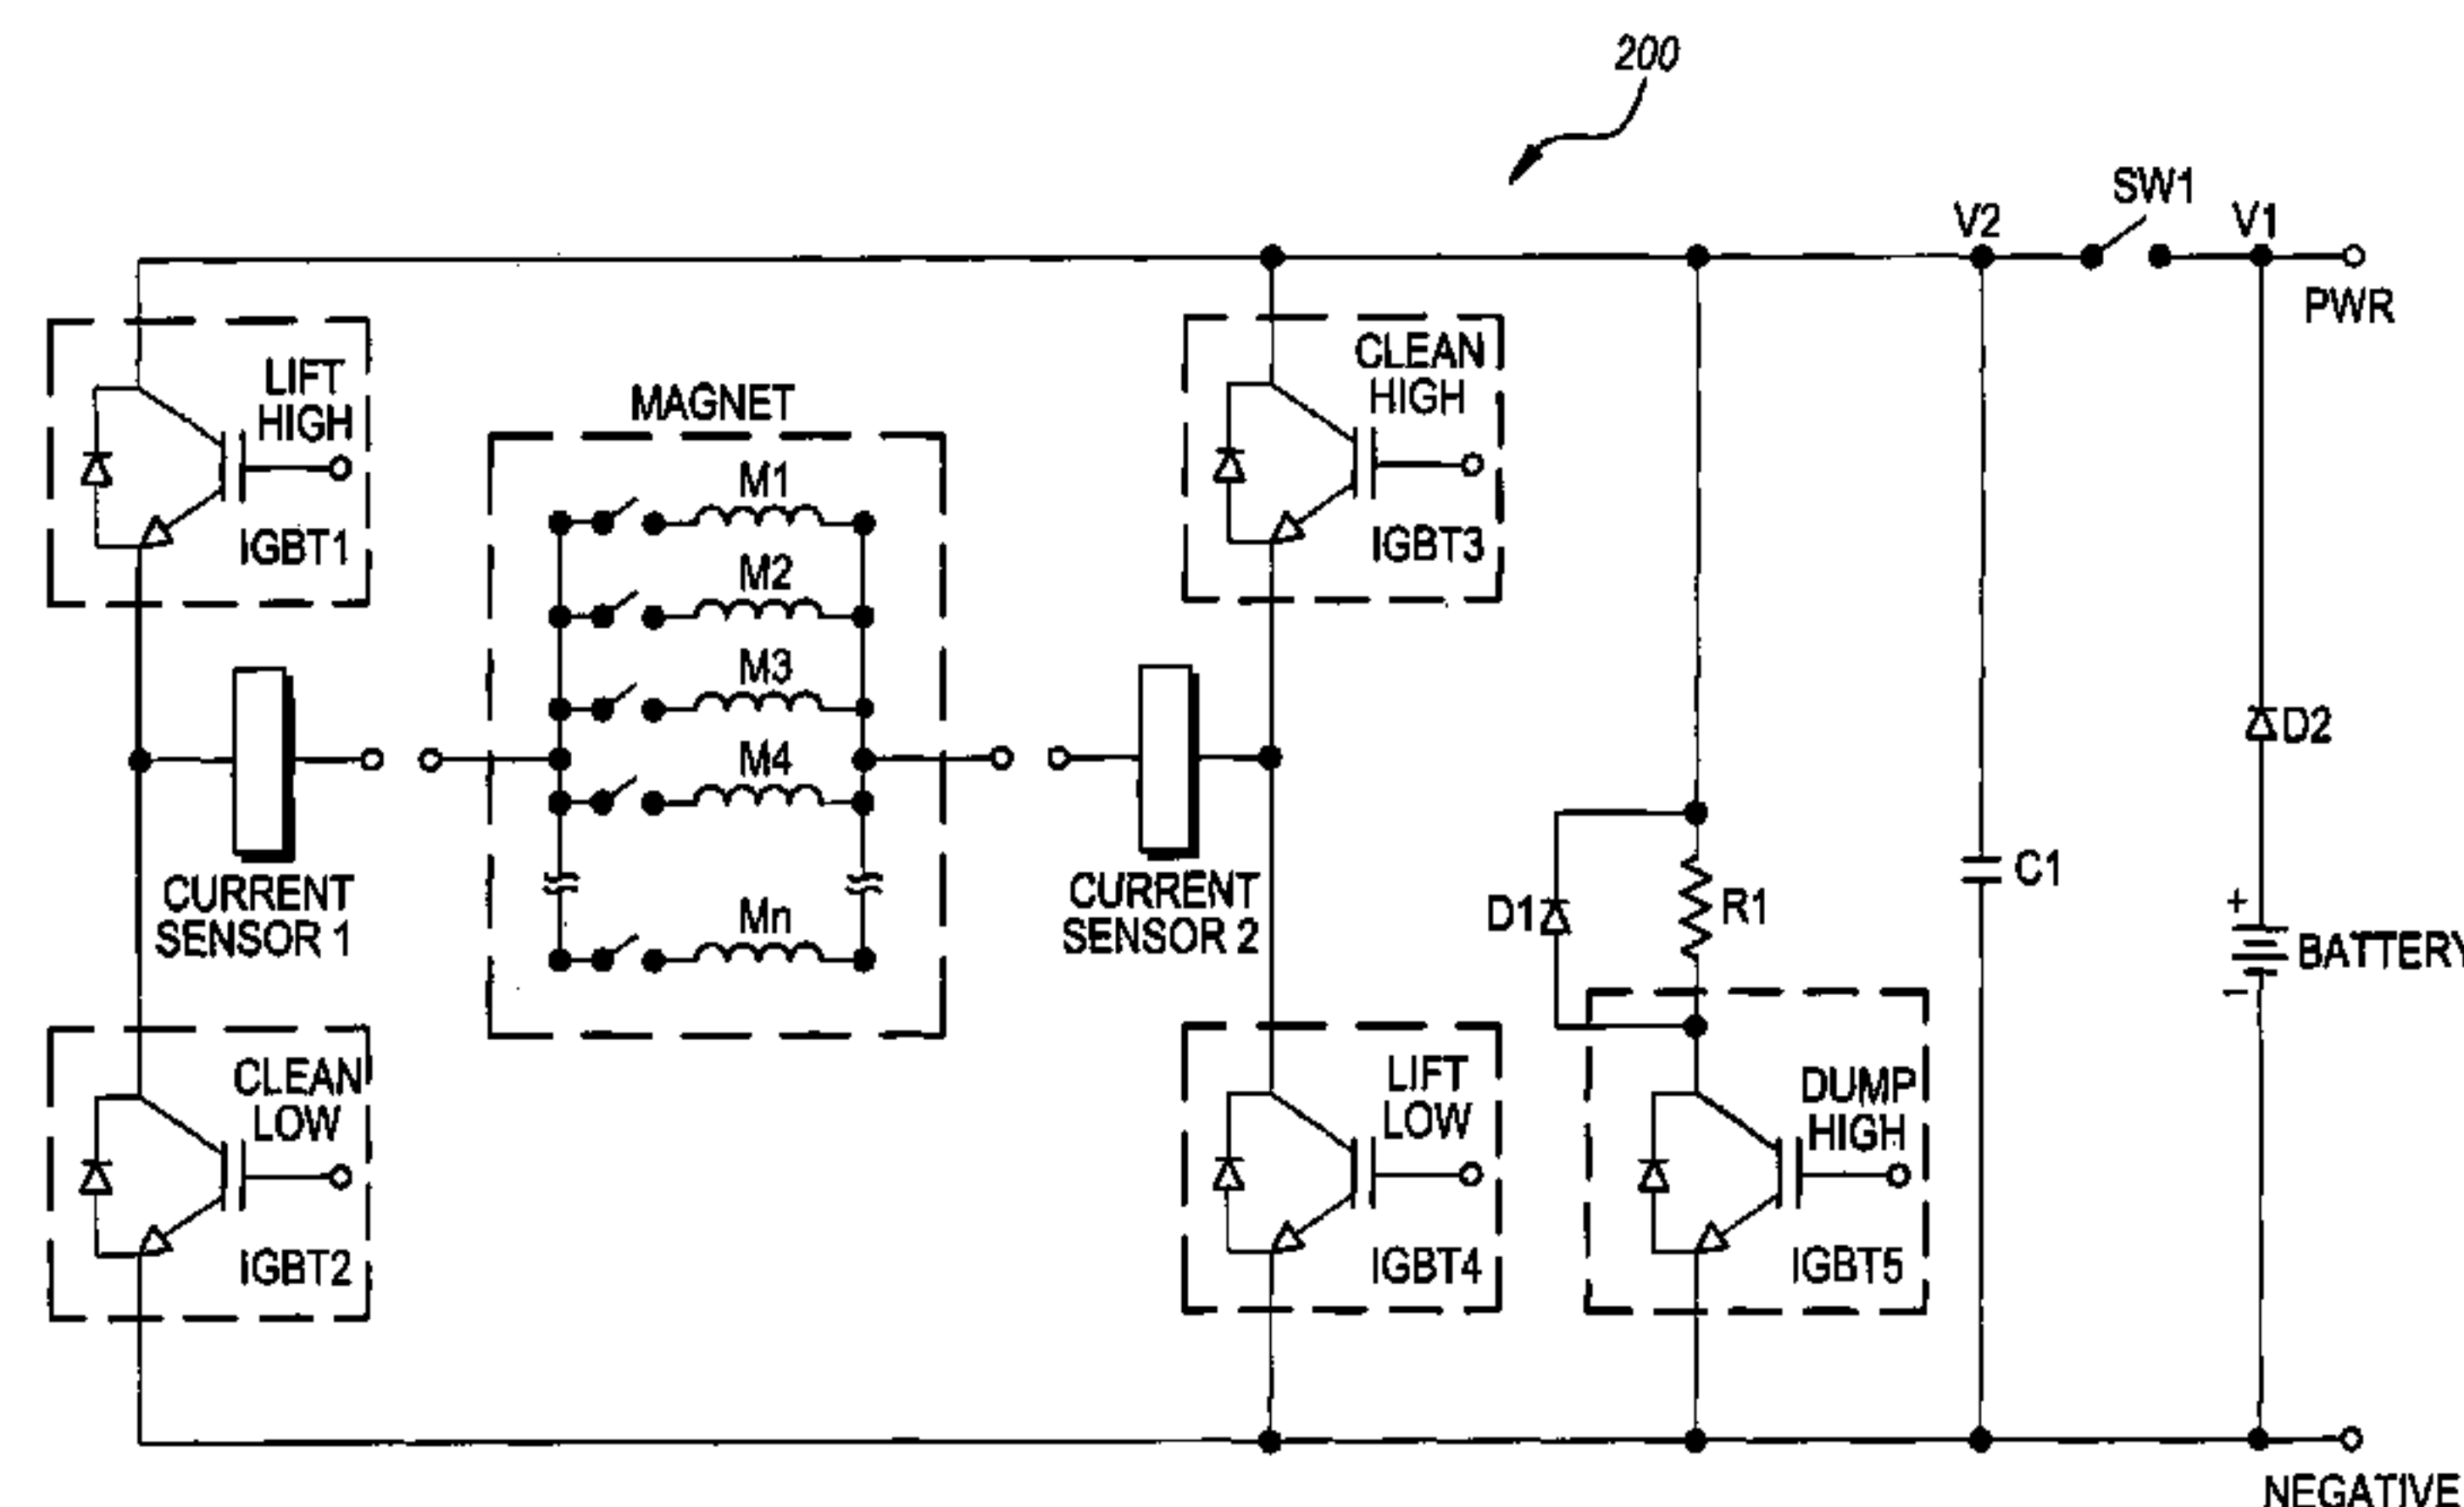 200
SW1
V2
V1
PWR
LIFT
HIGH
IGBT1
MAGNET
M1
M2
M3
M4
Mn
CLEAN
HIGH
IGBT3
CURRENT
SENSOR 1
CURRENT
SENSOR 2
D1
R1
C1
D2
+
BATTERY
-
CLEAN
LOW
IGBT2
LIFT
LOW
IGBT4
DUMP
HIGH
IGBT5
NEGATIVE